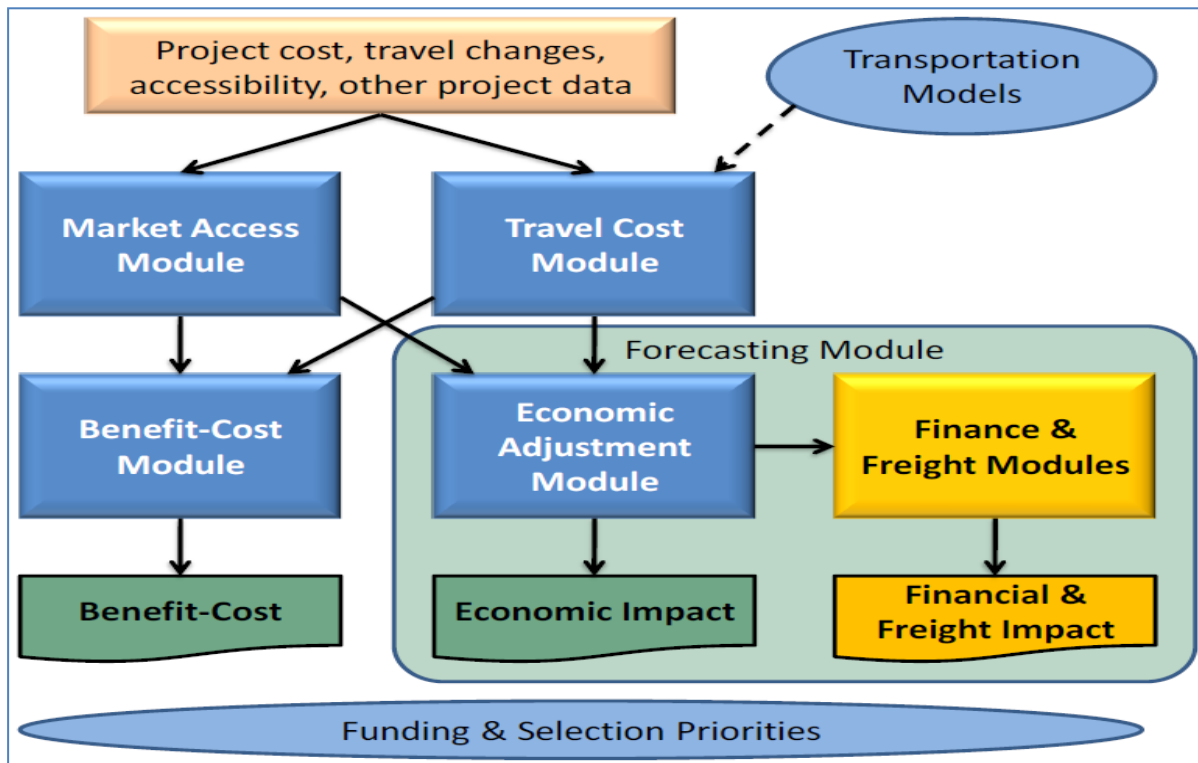 Project cost, travel changes,
accessibility, other project data
Transportation
Models
Market Access
Module
Travel Cost
Module
Forecasting Module
Benefit-Cost
Module
Economic
Adjustment
Module
Finance &
Freight Modules
Benefit-Cost
Economic Impact
Financial &
Freight Impact
Funding & Selection Priorities